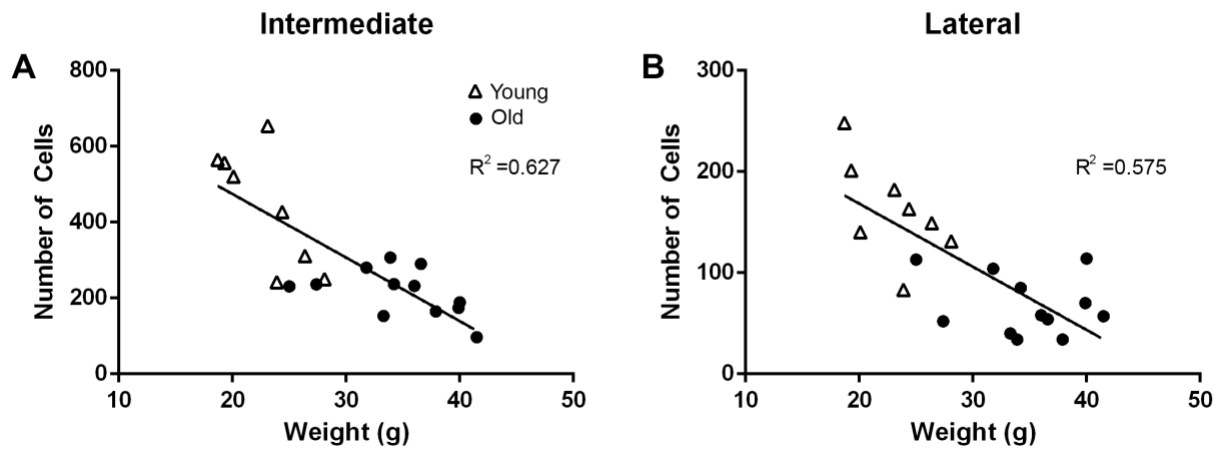 Intermediate
A
800
600
400
200
0
Number of Cells
10 20 30 40 50
Weight (g)
Young
Old
R² =0.627
Lateral
B
300
200
100
0
Number of Cells
10 20 30 40 50
Weight (g)
R² =0.575